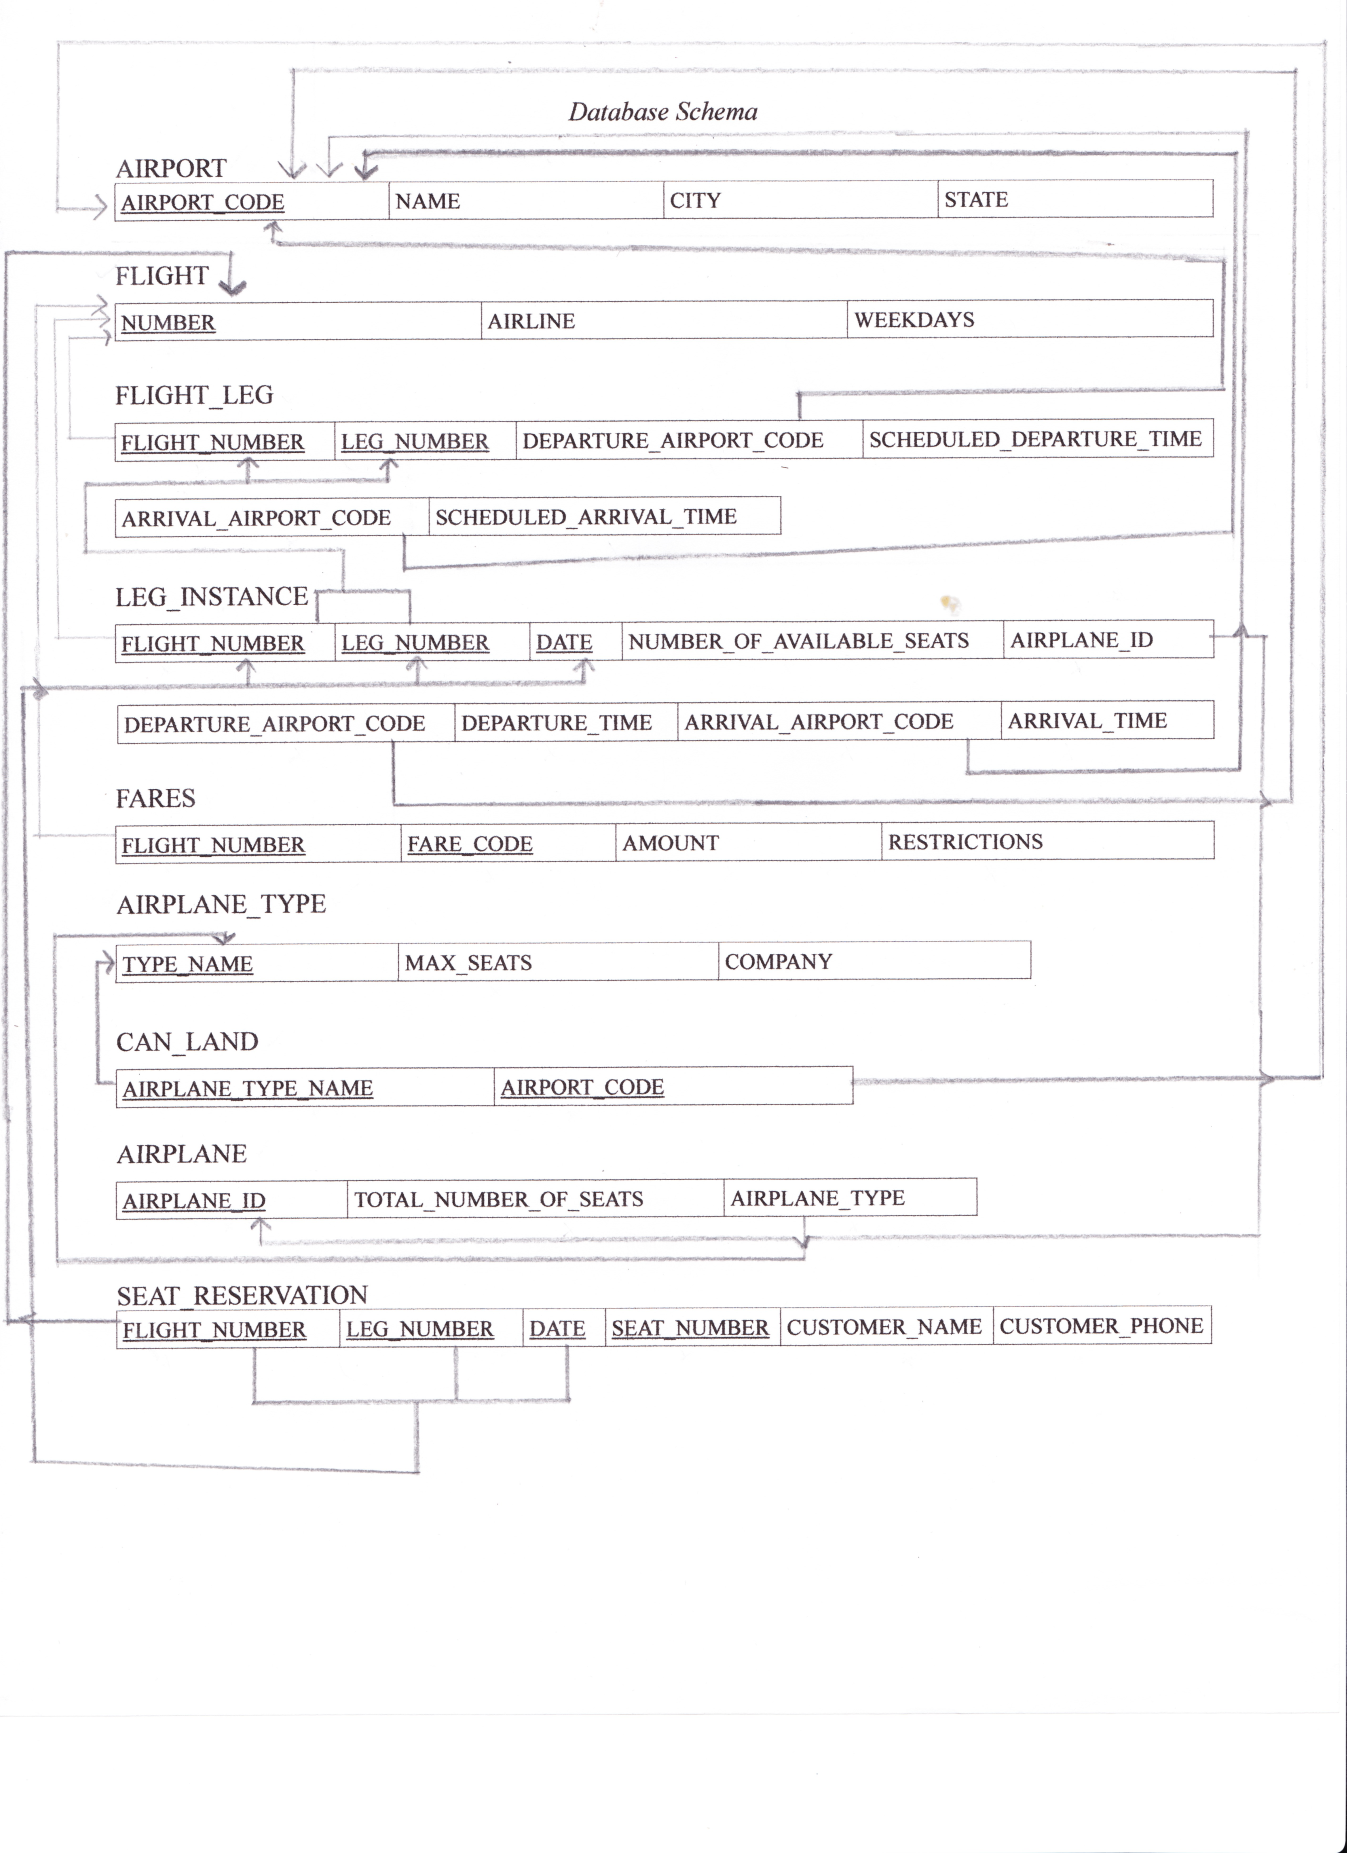 Database Schema
AIRPORT
AIRPORT_CODE NAME CITY STATE
FLIGHT
NUMBER AIRLINE WEEKDAYS
FLIGHT_LEG
FLIGHT_NUMBER LEG_NUMBER DEPARTURE_AIRPORT_CODE SCHEDULED_DEPARTURE_TIME
ARRIVAL_AIRPORT_CODE SCHEDULED_ARRIVAL_TIME
LEG_INSTANCE
FLIGHT_NUMBER LEG_NUMBER DATE NUMBER_OF_AVAILABLE_SEATS AIRPLANE_ID
DEPARTURE_AIRPORT_CODE DEPARTURE_TIME ARRIVAL_AIRPORT_CODE ARRIVAL_TIME
FARES
FLIGHT_NUMBER FARE_CODE AMOUNT RESTRICTIONS
AIRPLANE_TYPE
TYPE_NAME MAX_SEATS COMPANY
CAN_LAND
AIRPLANE_TYPE_NAME AIRPORT_CODE
AIRPLANE
AIRPLANE_ID TOTAL_NUMBER_OF_SEATS AIRPLANE_TYPE
SEAT_RESERVATION
FLIGHT_NUMBER LEG_NUMBER DATE SEAT_NUMBER CUSTOMER_NAME CUSTOMER_PHONE